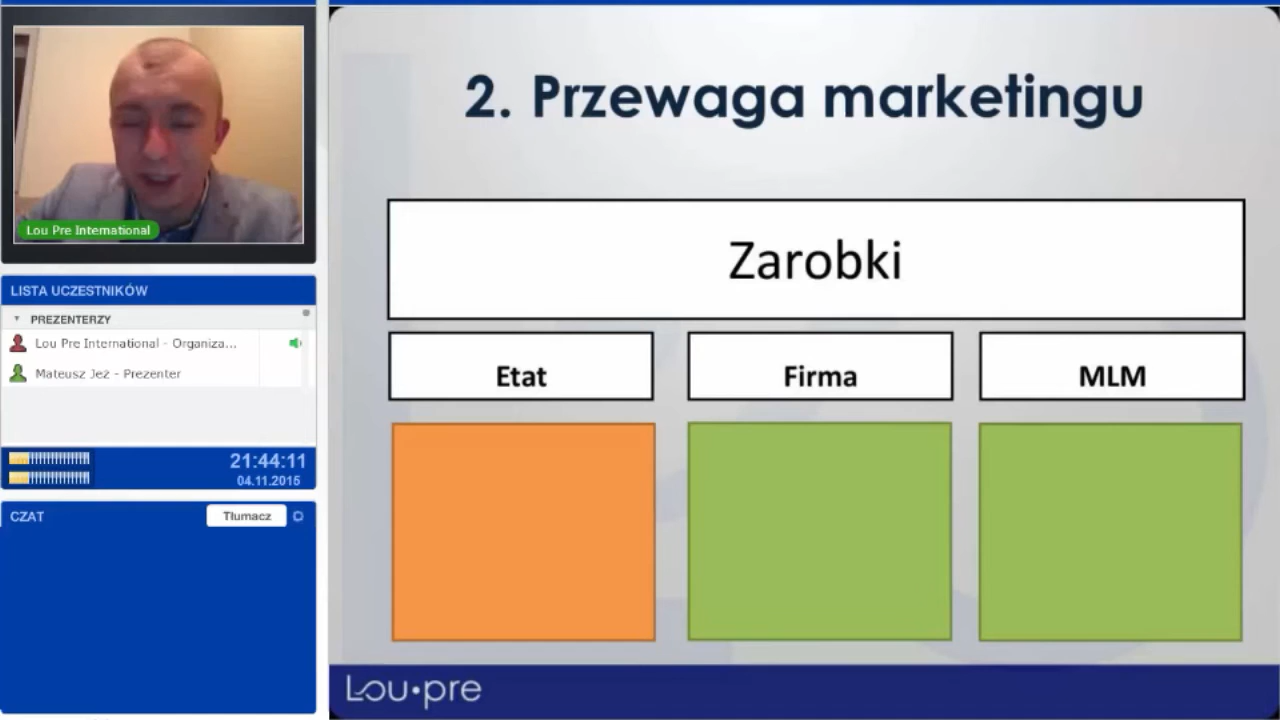 Lou Pre International
LISTA UCZESTNIKÓW
PREZENTERZY
Lou Pre International - Organiza...
Mateusz Jeż - Prezenter
21:44:11
04.11.2015
CZAT
Tłumacz
2. Przewaga marketingu
Zarobki
Etat
Firma
MLM
Lou•pre